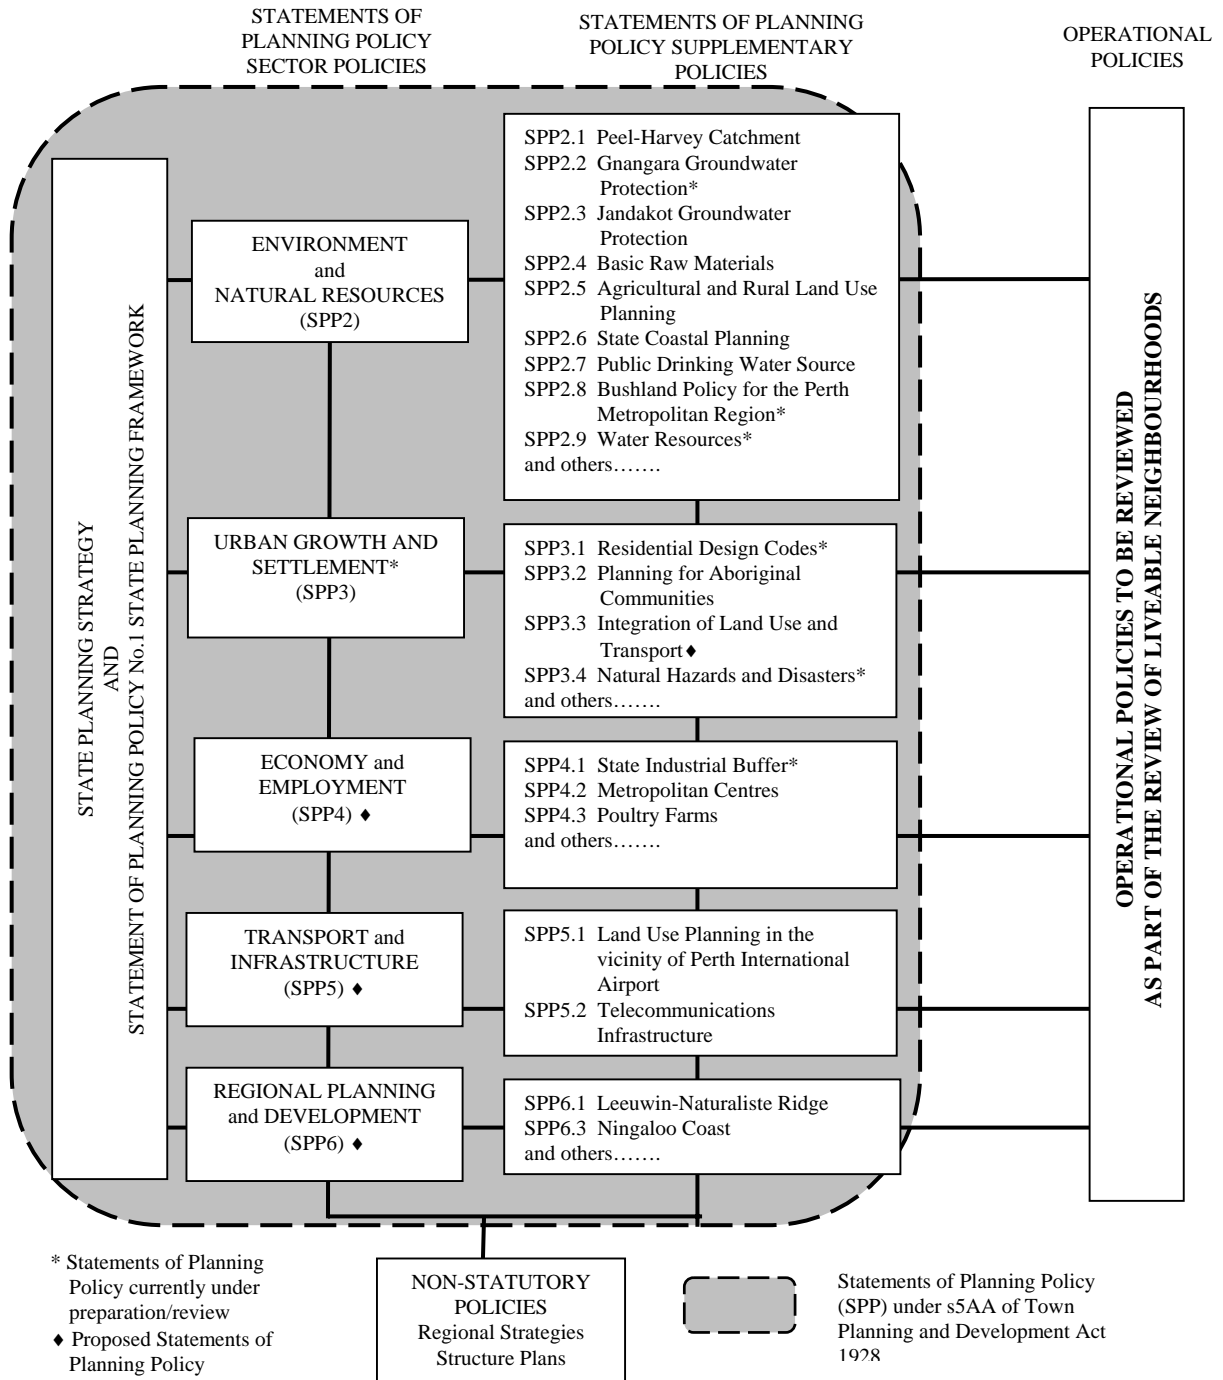 STATEMENTS OF
PLANNING POLICY
SECTOR POLICIES
STATEMENTS OF PLANNING
POLICY SUPPLEMENTARY
POLICIES
OPERATIONAL
POLICIES
STATE PLANNING STRATEGY
AND
STATEMENT OF PLANNING POLICY No.1 STATE PLANNING FRAMEWORK
ENVIRONMENT
and
NATURAL RESOURCES
(SPP2)
SPP2.1 Peel-Harvey Catchment
SPP2.2 Gnangara Groundwater
Protection*
SPP2.3 Jandakot Groundwater
Protection
SPP2.4 Basic Raw Materials
SPP2.5 Agricultural and Rural Land Use
Planning
SPP2.6 State Coastal Planning
SPP2.7 Public Drinking Water Source
SPP2.8 Bushland Policy for the Perth
Metropolitan Region*
SPP2.9 Water Resources*
and others…….
URBAN GROWTH AND
SETTLEMENT*
(SPP3)
SPP3.1 Residential Design Codes*
SPP3.2 Planning for Aboriginal
Communities
SPP3.3 Integration of Land Use and
Transport♦
SPP3.4 Natural Hazards and Disasters*
and others…….
ECONOMY and
EMPLOYMENT
(SPP4) ♦
SPP4.1 State Industrial Buffer*
SPP4.2 Metropolitan Centres
SPP4.3 Poultry Farms
and others…….
TRANSPORT and
INFRASTRUCTURE
(SPP5) ♦
SPP5.1 Land Use Planning in the
vicinity of Perth International
Airport
SPP5.2 Telecommunications
Infrastructure
REGIONAL PLANNING
and DEVELOPMENT
(SPP6) ♦
SPP6.1 Leeuwin-Naturaliste Ridge
SPP6.3 Ningaloo Coast
and others…….
OPERATIONAL POLICIES TO BE REVIEWED
AS PART OF THE REVIEW OF LIVEABLE NEIGHBOURHOODS
* Statements of Planning
Policy currently under
preparation/review
♦ Proposed Statements of
Planning Policy
NON-STATUTORY
POLICIES
Regional Strategies
Structure Plans
Statements of Planning Policy
(SPP) under s5AA of Town
Planning and Development Act
1928